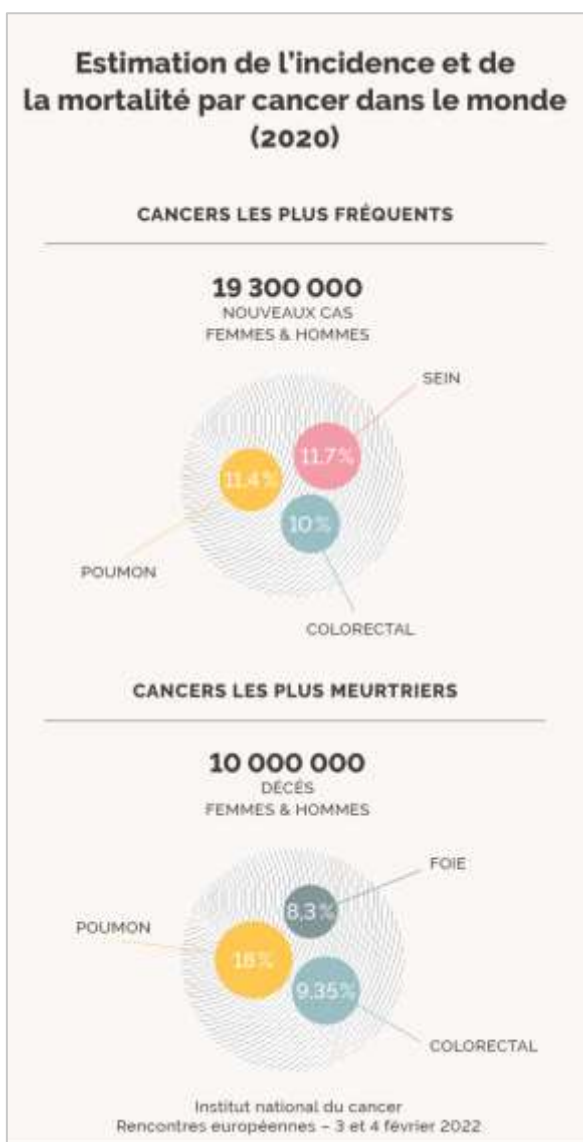 Estimation de l'incidence et de
la mortalité par cancer dans le monde
(2020)
CANCERS LES PLUS FRÉQUENTS
19 300 000
NOUVEAUX CAS
FEMMES & HOMMES
SEIN
11.7%
11.4%
10%
POUMON
COLORECTAL
CANCERS LES PLUS MEURTRIERS
10 000 000
DÉCÉS
FEMMES & HOMMES
FOIE
8,3%
POUMON
18%
9.35%
COLORECTAL
Institut national du cancer
Rencontres européennes – 3 et 4 février 2022